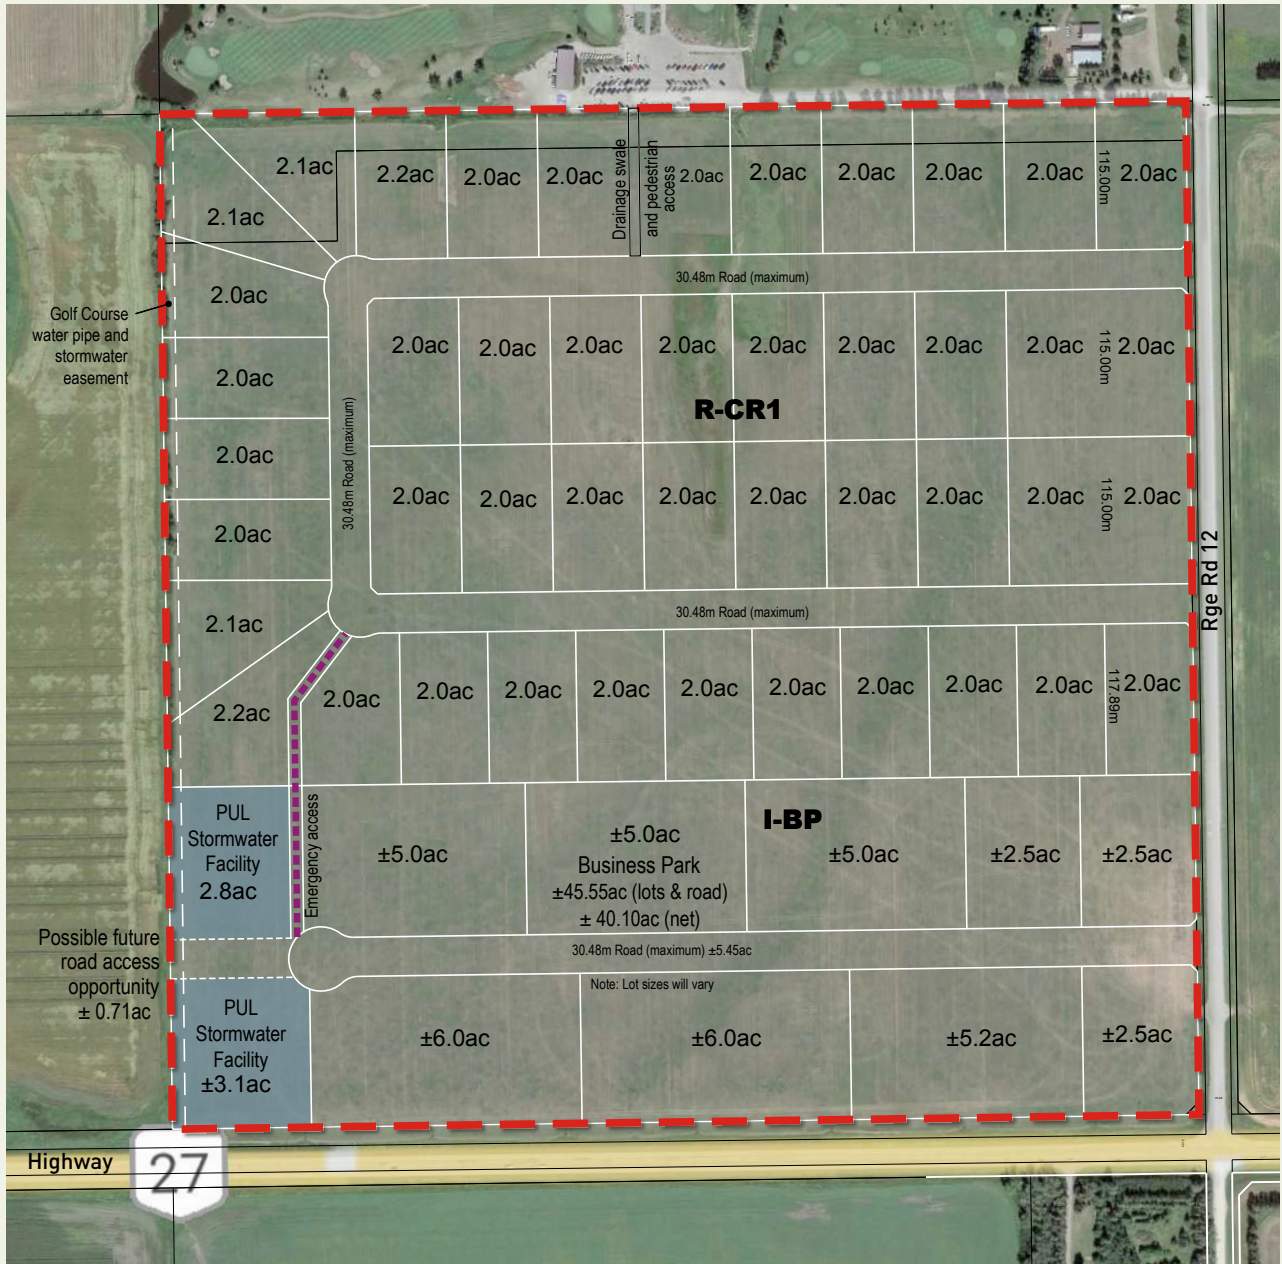 2.1ac
2.2ac
2.0ac
2.0ac
Drainage swale
and pedestrian
access
2.0ac
2.0ac
2.0ac
2.0ac
2.0ac
115.00m
2.0ac
2.1ac
30.48m Road (maximum)
2.0ac
Golf Course
water pipe and
stormwater
easement
2.0ac
2.0ac
2.0ac
2.0ac
2.0ac
2.0ac
2.0ac
2.0ac
115.00m
2.0ac
2.0ac
R-CR1
30.48m Road (maximum)
2.0ac
2.0ac
2.0ac
2.0ac
2.0ac
2.0ac
2.0ac
2.0ac
2.0ac
115.00m
2.0ac
2.0ac
Rge Rd 12
30.48m Road (maximum)
2.1ac
2.2ac
2.0ac
2.0ac
2.0ac
2.0ac
2.0ac
2.0ac
2.0ac
2.0ac
2.0ac
117.89m
2.0ac
PUL
Stormwater
Facility
2.8ac
Emergency access
±5.0ac
±5.0ac
Business Park
±45.55ac (lots & road)
± 40.10ac (net)
I-BP
±5.0ac
±2.5ac
±2.5ac
Possible future
road access
opportunity
± 0.71ac
30.48m Road (maximum) ±5.45ac
Note: Lot sizes will vary
PUL
Stormwater
Facility
±3.1ac
±6.0ac
±6.0ac
±5.2ac
±2.5ac
Highway
27